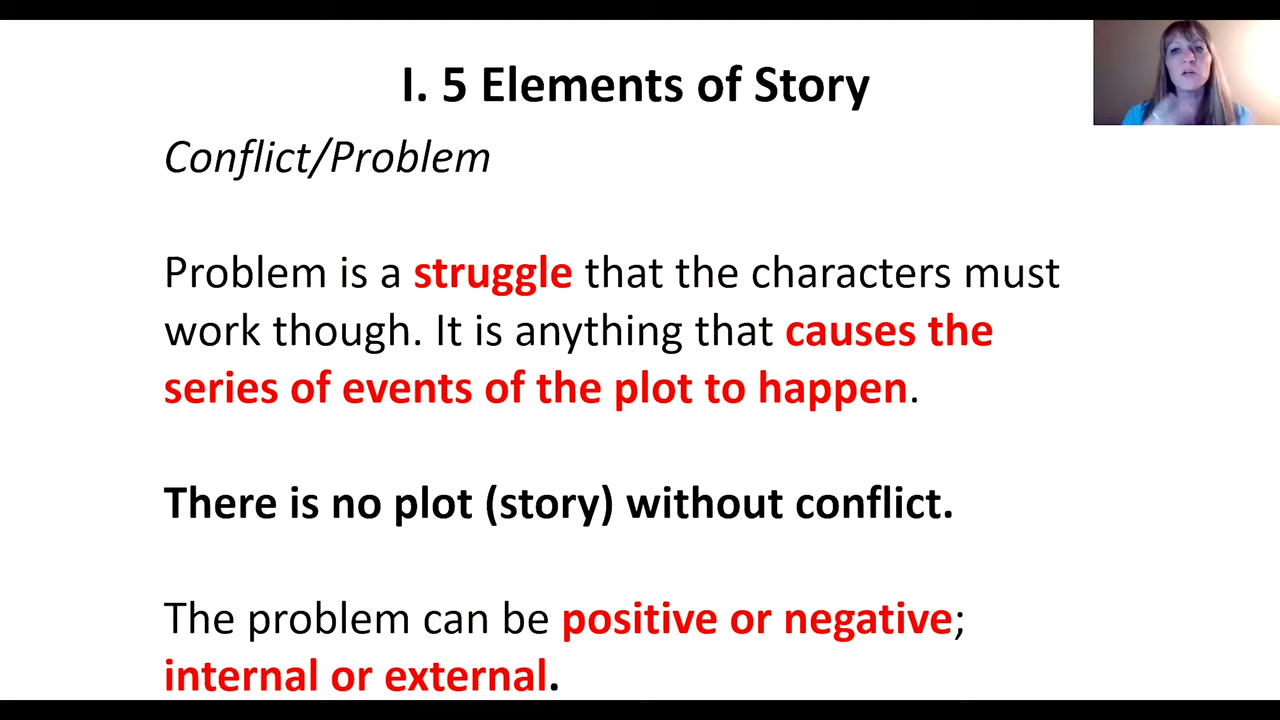 I. 5 Elements of Story
Conflict/Problem
Problem is a struggle that the characters must
work though. It is anything that causes the
series of events of the plot to happen.
There is no plot (story) without conflict.
The problem can be positive or negative;
internal or external.